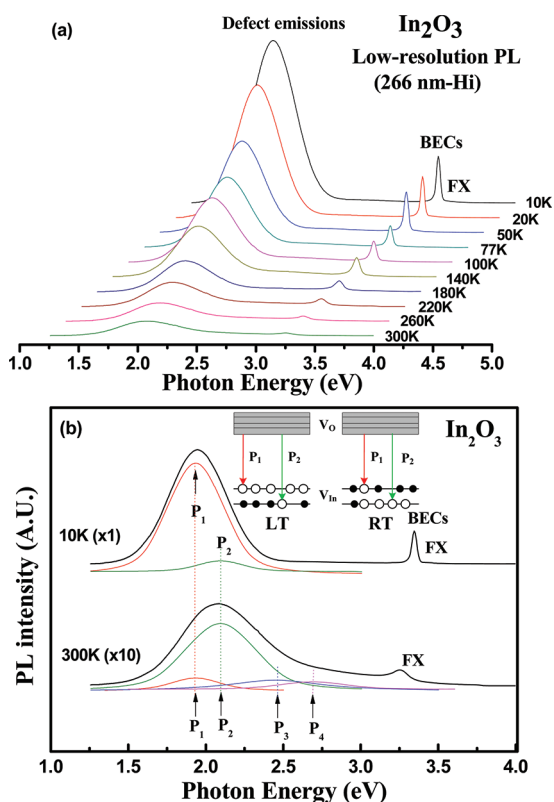 (a)
Defect emissions
In₂O₃
Low-resolution PL
(266 nm-Hi)
BECs
FX
10K
20K
50K
77K
100K
140K
180K
220K
260K
300K
1.0 1.5 2.0 2.5 3.0 3.5 4.0 4.5 5.0
Photon Energy (eV)
(b)
In₂O₃
V_O
P₁ P₂ P₁ P₂
V_In
LT RT
P₁
BECs
10K (x1)
P₂
FX
300K (x10)
FX
P₁ P₂ P₃ P₄
PL intensity (A.U.)
1.0 1.5 2.0 2.5 3.0 3.5 4.0
Photon Energy (eV)